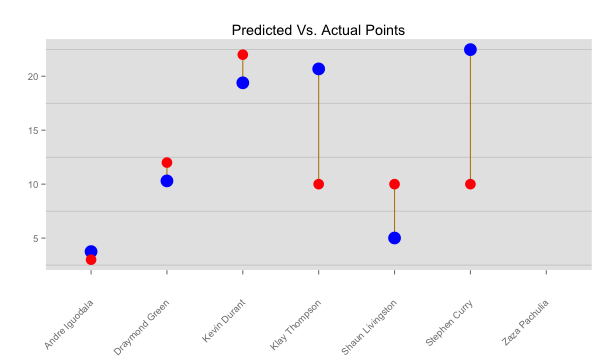 Predicted Vs. Actual Points
20
15
10
5
Andre Iguodala
Draymond Green
Kevin Durant
Klay Thompson
Shaun Livingston
Stephen Curry
Zaza Pachulia